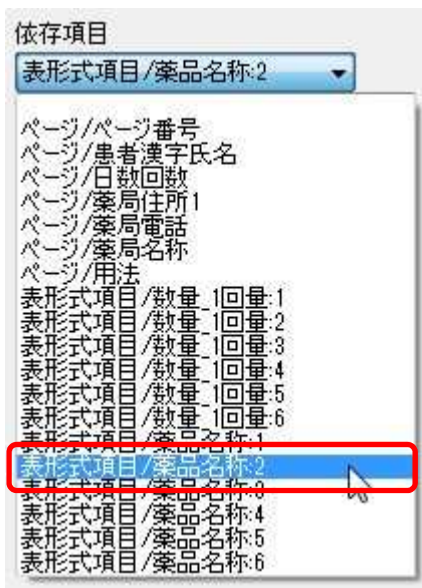 依存項目
表形式項目/薬品名称:2
ページ/ページ番号
ページ/患者漢字氏名
ページ/日数回数
ページ/薬局住所1
ページ/薬局電話
ページ/薬局名称
ページ/用法
表形式項目/数量_1回量:1
表形式項目/数量_1回量:2
表形式項目/数量_1回量:3
表形式項目/数量_1回量:4
表形式項目/数量_1回量:5
表形式項目/数量_1回量:6
表形式項目/薬品名称:1
表形式項目/薬品名称:2
表形式項目/薬品名称:3
表形式項目/薬品名称:4
表形式項目/薬品名称:5
表形式項目/薬品名称:6